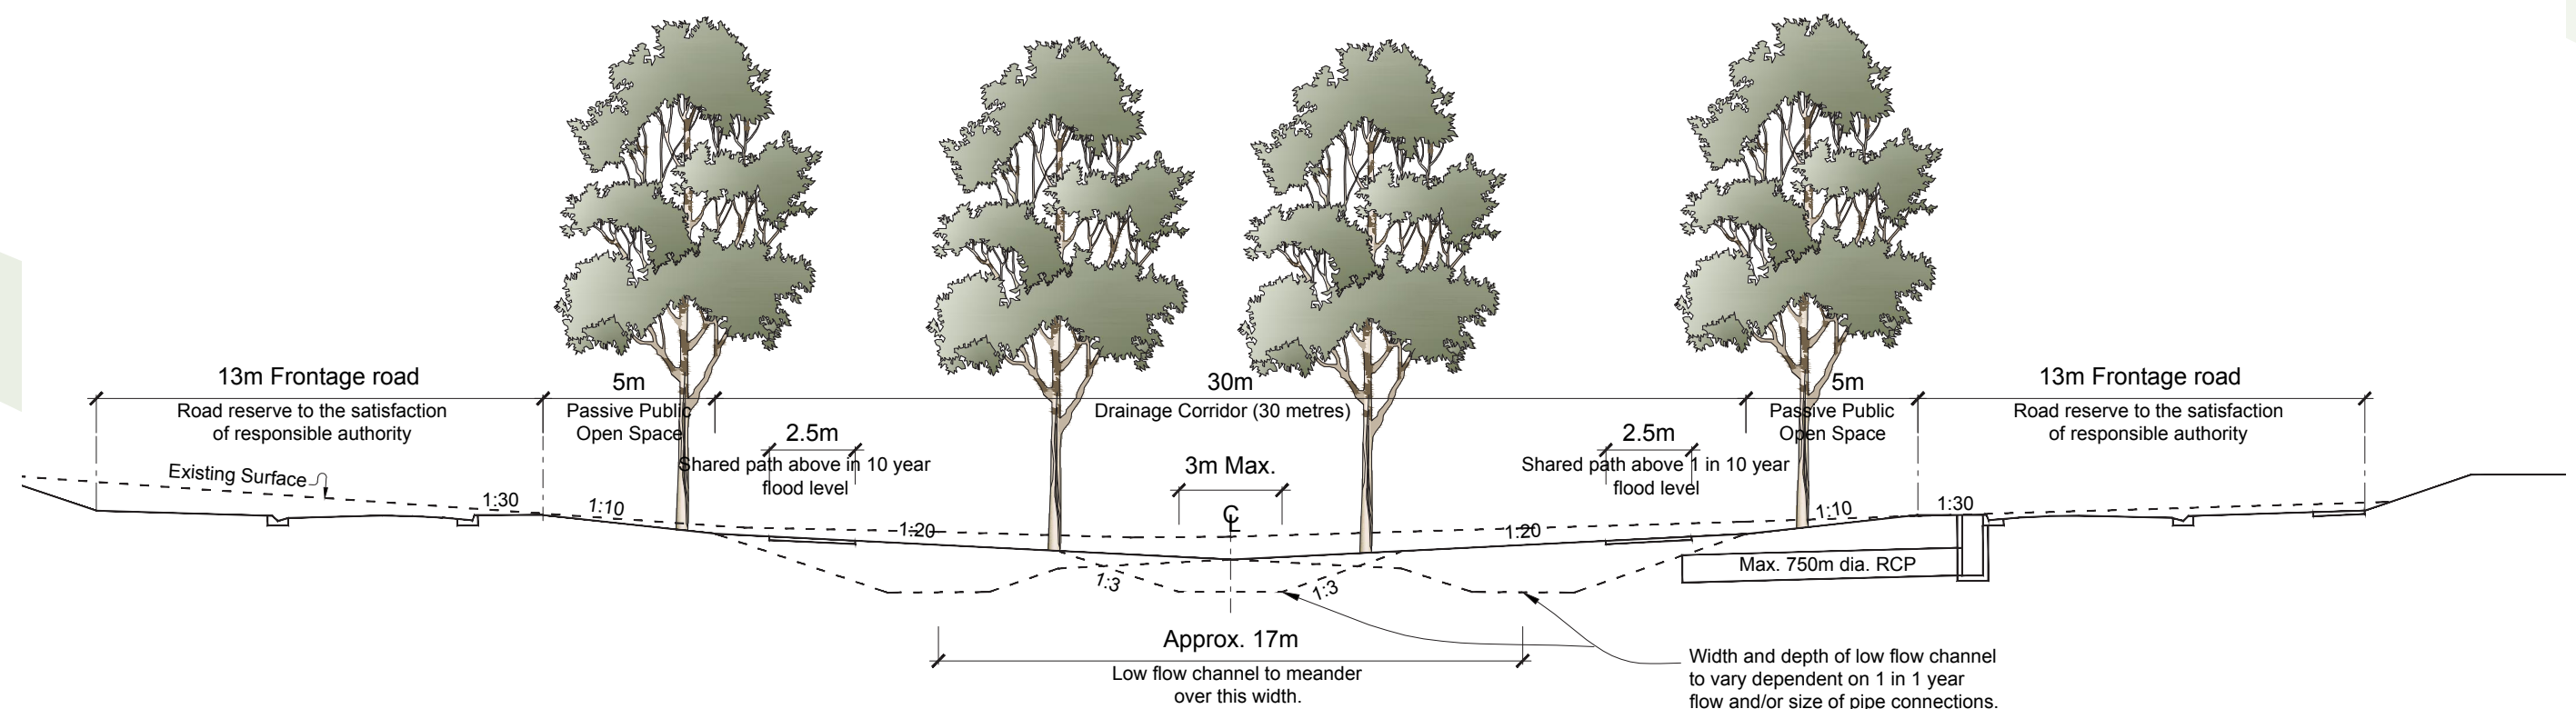 13m Frontage road
Road reserve to the satisfaction
of responsible authority
5m
Passive Public
Open Space
30m
Drainage Corridor (30 metres)
5m
Passive Public
Open Space
13m Frontage road
Road reserve to the satisfaction
of responsible authority
2.5m
Shared path above in 10 year
flood level
3m Max.
2.5m
Shared path above 1 in 10 year
flood level
Existing Surface
1:30
1:10
1:20
℄
1:20
1:10
1:30
1:3
1:3
Max. 750m dia. RCP
Approx. 17m
Low flow channel to meander
over this width.
Width and depth of low flow channel
to vary dependent on 1 in 1 year
flow and/or size of pipe connections.